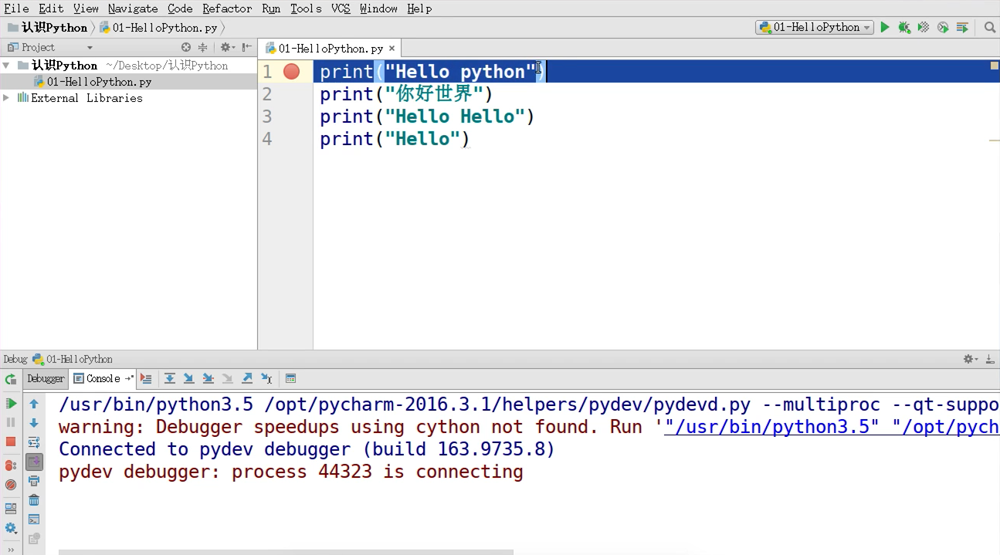 File Edit View Navigate Code Refactor Run Tools VCS Window Help
认识Python 01-HelloPython.py 01-HelloPython
Project 01-HelloPython.py ×
认识Python ~/Desktop/认识Python
01-HelloPython.py
External Libraries
1 print("Hello python")
2 print("你好世界")
3 print("Hello Hello")
4 print("Hello")
Debug 01-HelloPython
Debugger Console
/usr/bin/python3.5 /opt/pycharm-2016.3.1/helpers/pydev/pydevd.py --multiproc --qt-suppo
warning: Debugger speedups using cython not found. Run '"/usr/bin/python3.5" "/opt/pych
Connected to pydev debugger (build 163.9735.8)
pydev debugger: process 44323 is connecting